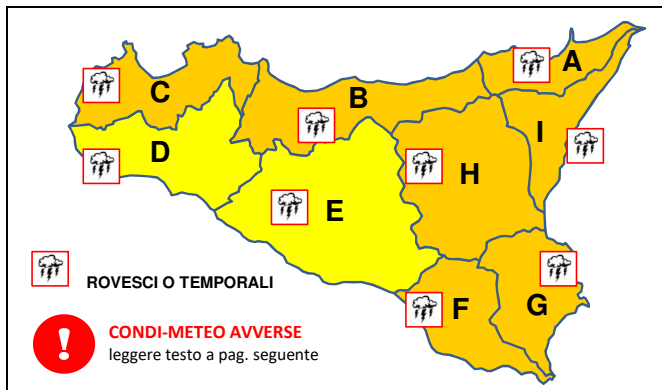 A
C
B
I
D
H
E
ROVESCI O TEMPORALI
F
G
!
CONDI-METEO AVVERSE
leggere testo a pag. seguente